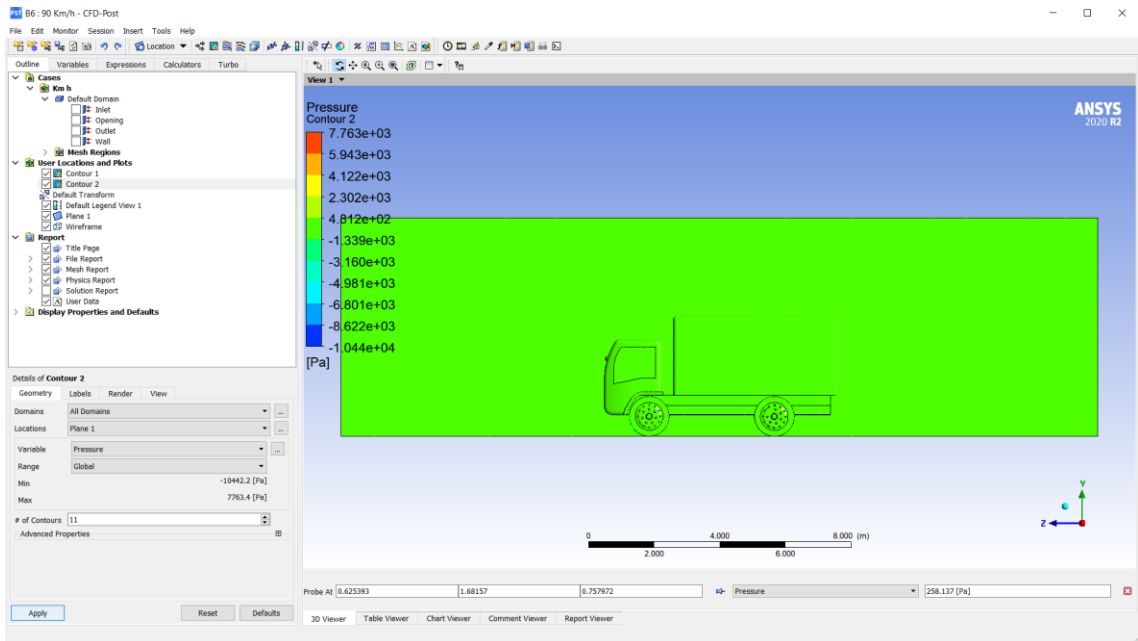 B6 : 90 Km/h - CFD-Post
File Edit Monitor Session Insert Tools Help
Location
Outline Variables Expressions Calculators Turbo
Cases
Km h
Default Domain
Inlet
Opening
Outlet
Wall
Mesh Regions
User Locations and Plots
Contour 1
Contour 2
Default Transform
Default Legend View 1
Plane 1
Wireframe
Report
Title Page
File Report
Mesh Report
Physics Report
Solution Report
User Data
Display Properties and Defaults
Details of Contour 2
Geometry Labels Render View
Domains All Domains ...
Locations Plane 1 ...
Variable Pressure ...
Range Global
Min -10442.2 [Pa]
Max 7763.4 [Pa]
# of Contours 11
Advanced Properties
Apply Reset Defaults
View 1
Pressure
Contour 2
7.763e+03
5.943e+03
4.122e+03
2.302e+03
4.812e+02
-1.339e+03
-3.160e+03
-4.981e+03
-6.801e+03
-8.622e+03
-1.044e+04
[Pa]
ANSYS
2020 R2
Y
Z
0 4.000 8.000 (m)
2.000 6.000
Probe At 0.625393 1.68157 0.757972 Pressure 258.137 [Pa]
3D Viewer Table Viewer Chart Viewer Comment Viewer Report Viewer